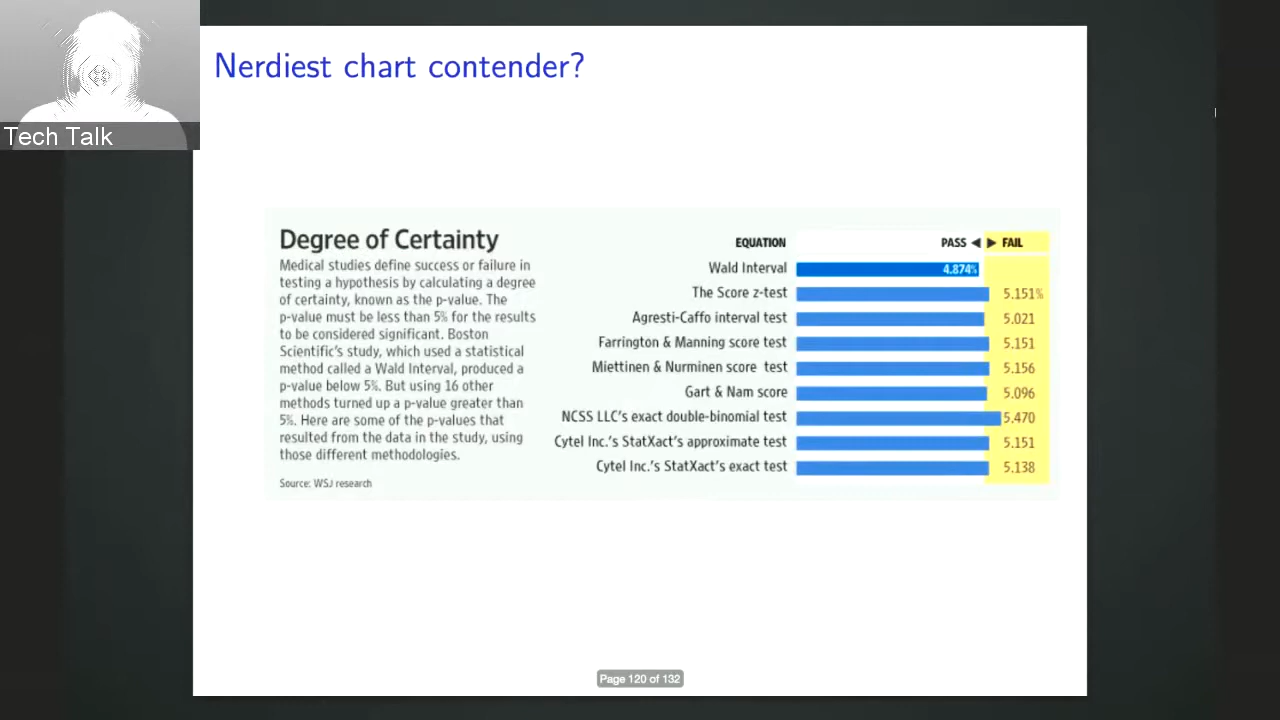 Nerdiest chart contender?
Tech Talk
Degree of Certainty
Medical studies define success or failure in
testing a hypothesis by calculating a degree
of certainty, known as the p-value. The
p-value must be less than 5% for the results
to be considered significant. Boston
Scientific's study, which used a statistical
method called a Wald Interval, produced a
p-value below 5%. But using 16 other
methods turned up a p-value greater than
5%. Here are some of the p-values that
resulted from the data in the study, using
those different methodologies.
Source: WSJ research
EQUATION PASS ◀ ▶ FAIL
Wald Interval 4.874%
The Score z-test 5.151%
Agresti-Caffo interval test 5.021
Farrington & Manning score test 5.151
Miettinen & Nurminen score test 5.156
Gart & Nam score 5.096
NCSS LLC's exact double-binomial test 5.470
Cytel Inc.'s StatXact's approximate test 5.151
Cytel Inc.'s StatXact's exact test 5.138
Page 120 of 132